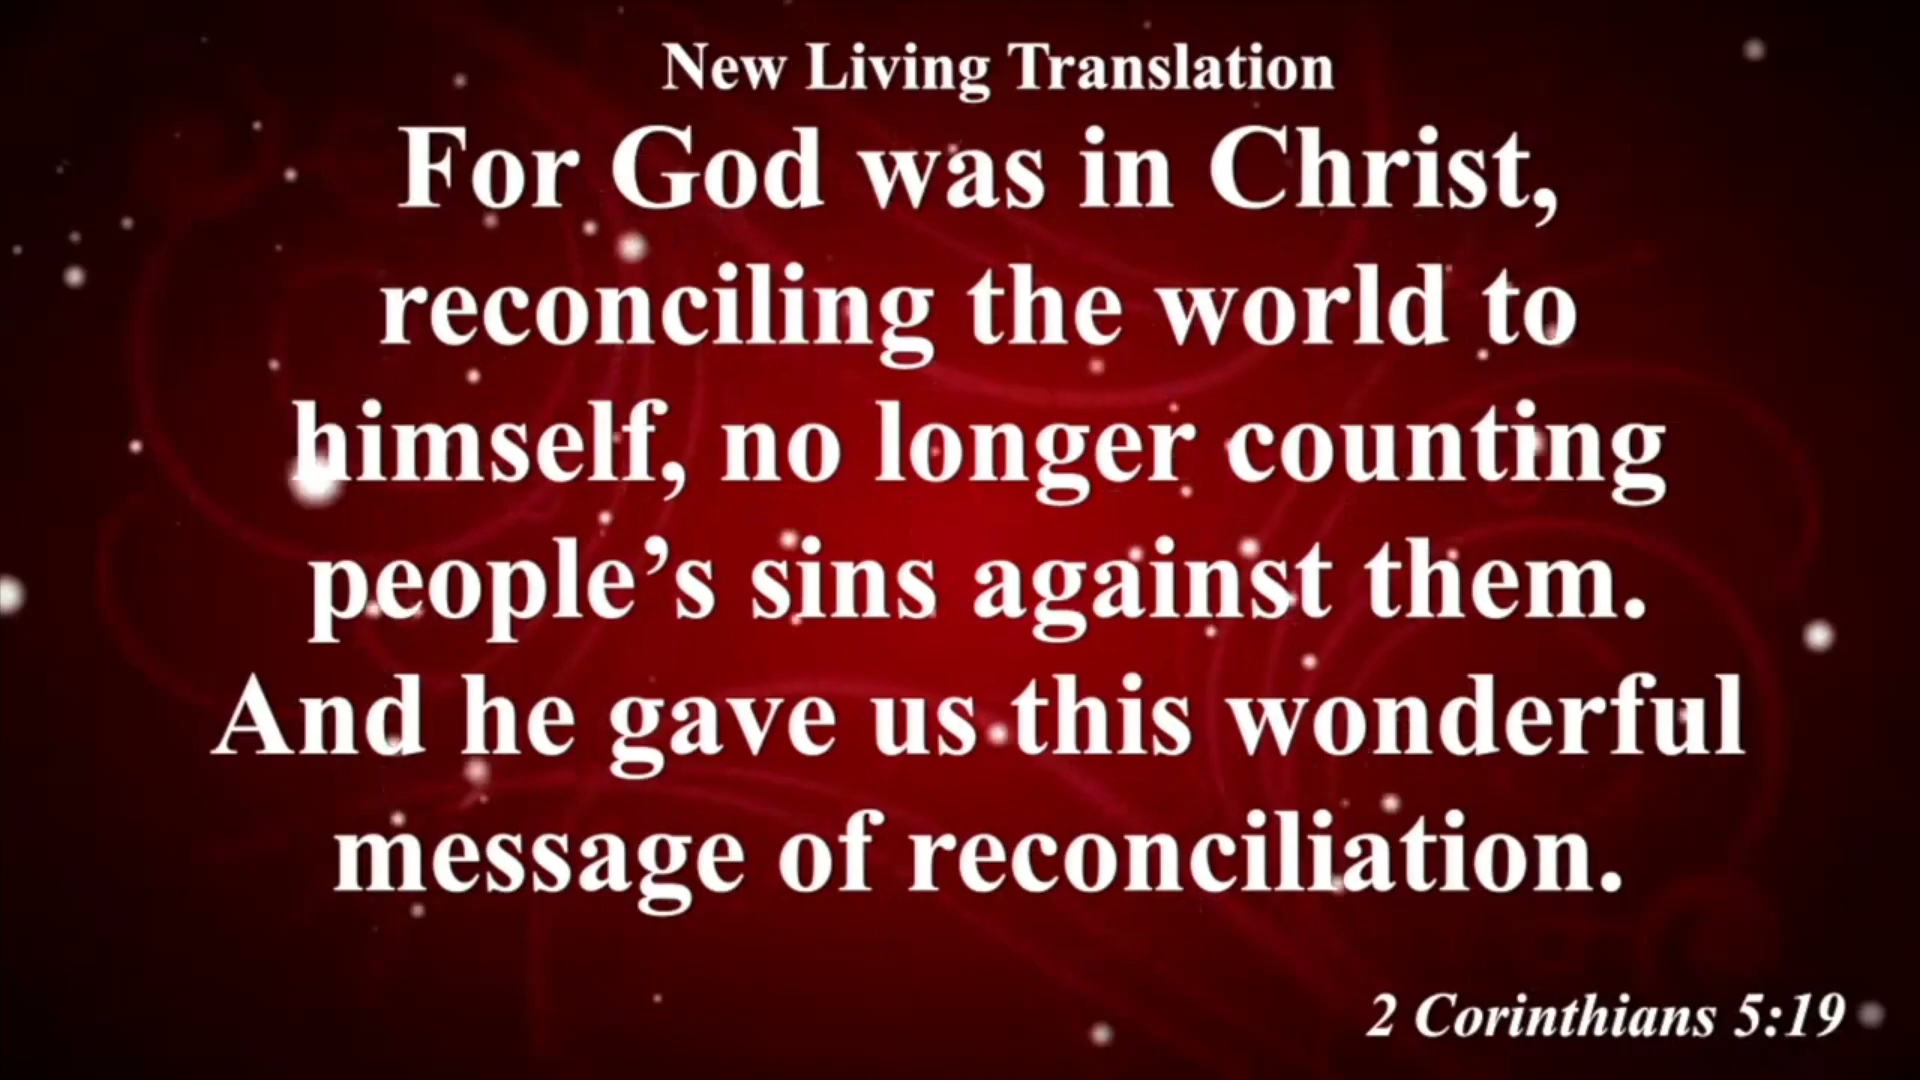 New Living Translation
For God was in Christ,
reconciling the world to
himself, no longer counting
people’s sins against them.
And he gave us this wonderful
message of reconciliation.
2 Corinthians 5:19